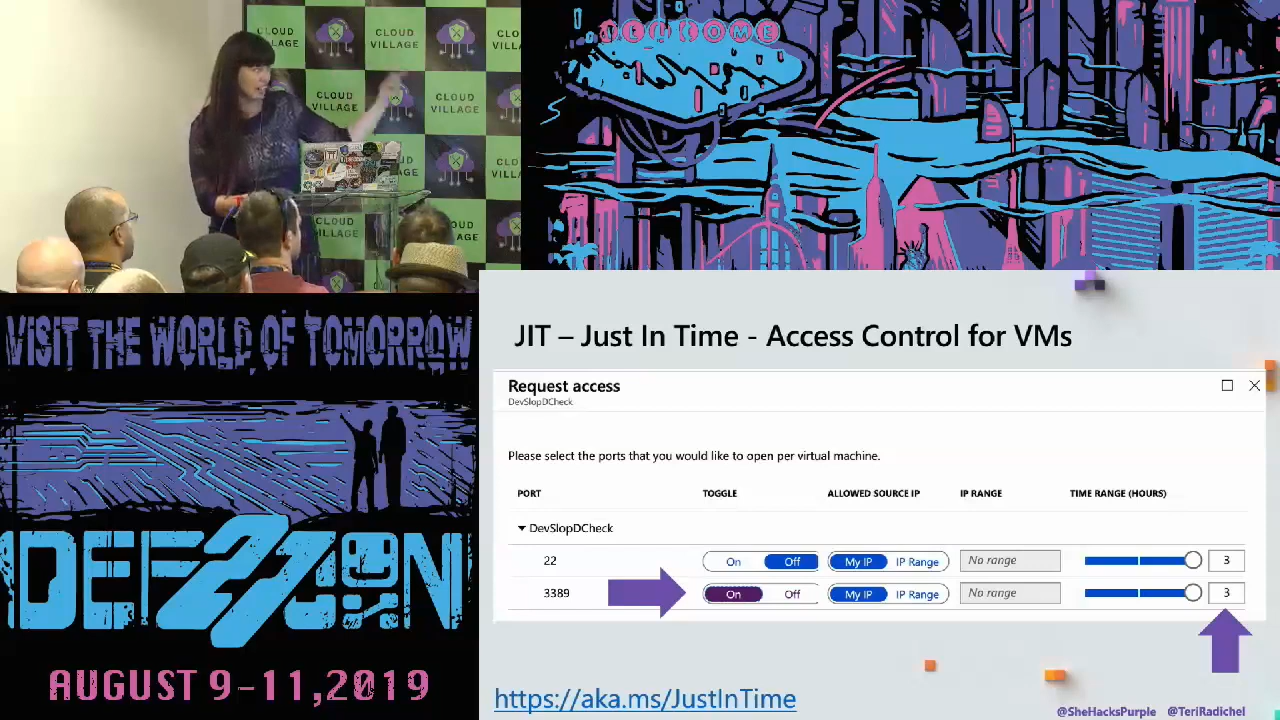 CLOUD
VILLAGE
CLOUD
VILLAGE
CLOUD
VILLAGE
CLOUD
VILLAGE
WELCOME
VISIT THE WORLD OF TOMORROW
DEF CON
27
AUGUST 9-11,2019
JIT – Just In Time - Access Control for VMs
Request access
DevSlopDCheck
Please select the ports that you would like to open per virtual machine.
PORT TOGGLE ALLOWED SOURCE IP IP RANGE TIME RANGE (HOURS)
DevSlopDCheck
22 On Off My IP IP Range No range 3
3389 On Off My IP IP Range No range 3
https://aka.ms/JustInTime
@SheHacksPurple @TeriRadichel